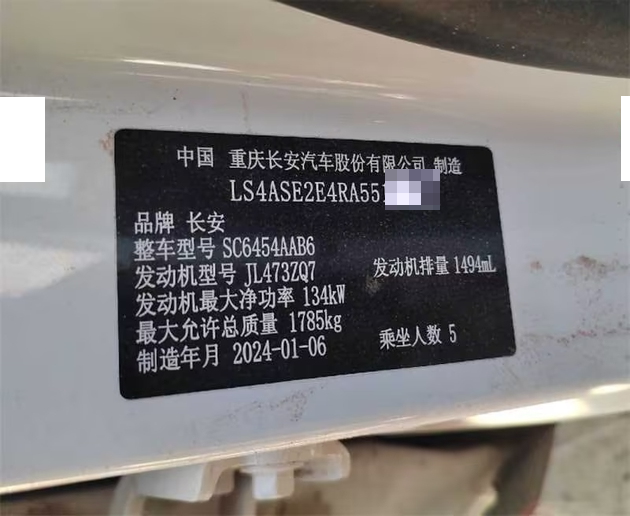 中国 重庆长安汽车股份有限公司 制造
LS4ASE2E4RA551
品牌 长安
整车型号 SC6454AAB6
发动机型号 JL473ZQ7 发动机排量 1494mL
发动机最大净功率 134kW
最大允许总质量 1785kg
制造年月 2024-01-06 乘坐人数 5